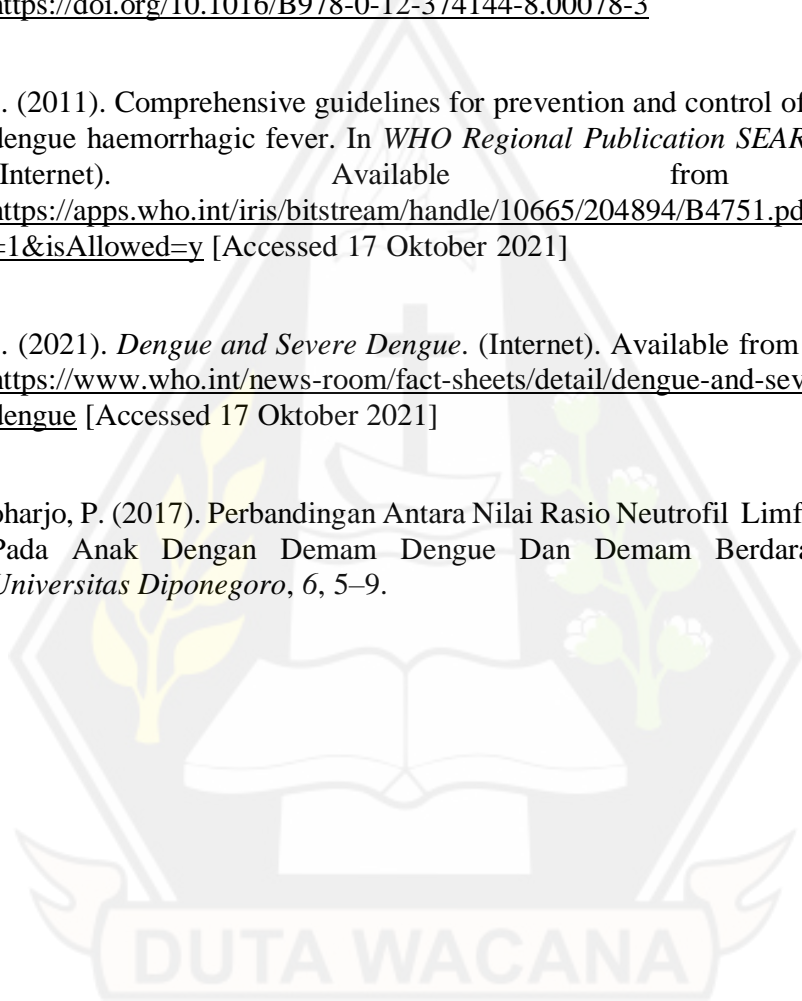 https://doi.org/10.1016/B978-0-12-374144-8.00078-3
. (2011). Comprehensive guidelines for prevention and control of
dengue haemorrhagic fever. In WHO Regional Publication SEAR
(Internet). Available from
https://apps.who.int/iris/bitstream/handle/10665/204894/B4751.pd
=1&isAllowed=y [Accessed 17 Oktober 2021]
. (2021). Dengue and Severe Dengue. (Internet). Available from
https://www.who.int/news-room/fact-sheets/detail/dengue-and-sev
dengue [Accessed 17 Oktober 2021]
oharjo, P. (2017). Perbandingan Antara Nilai Rasio Neutrofil Limf
Pada Anak Dengan Demam Dengue Dan Demam Berdara
Universitas Diponegoro, 6, 5–9.
DUTA WACANA